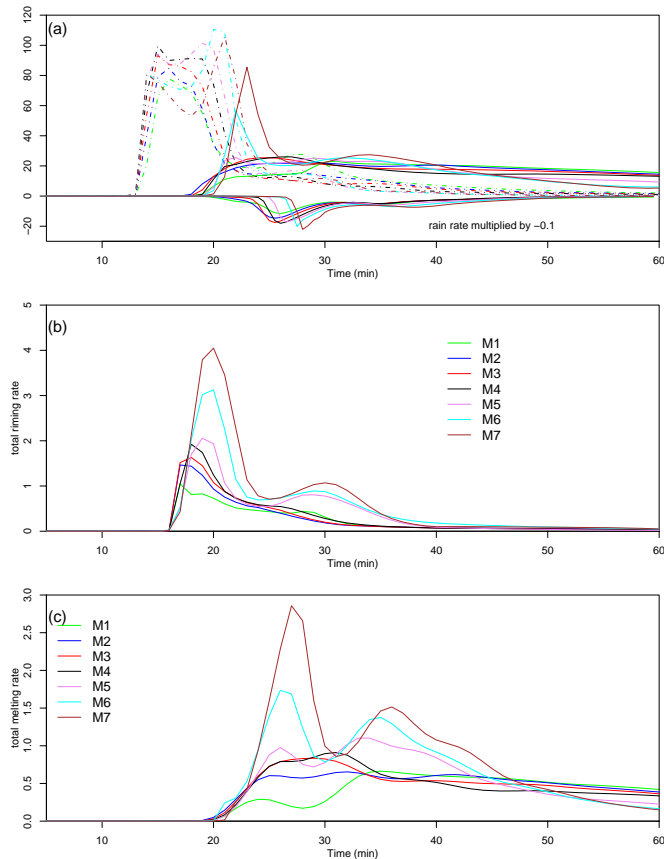 (a)
120
100
80
60
40
20
0
−20
rain rate multiplied by −0.1
10 20 30 40 50 60
Time (min)
(b)
5
4
3
2
1
0
total riming rate
M1
M2
M3
M4
M5
M6
M7
10 20 30 40 50 60
Time (min)
(c)
3.0
2.5
2.0
1.5
1.0
0.5
0.0
total melting rate
M1
M2
M3
M4
M5
M6
M7
10 20 30 40 50 60
Time (min)